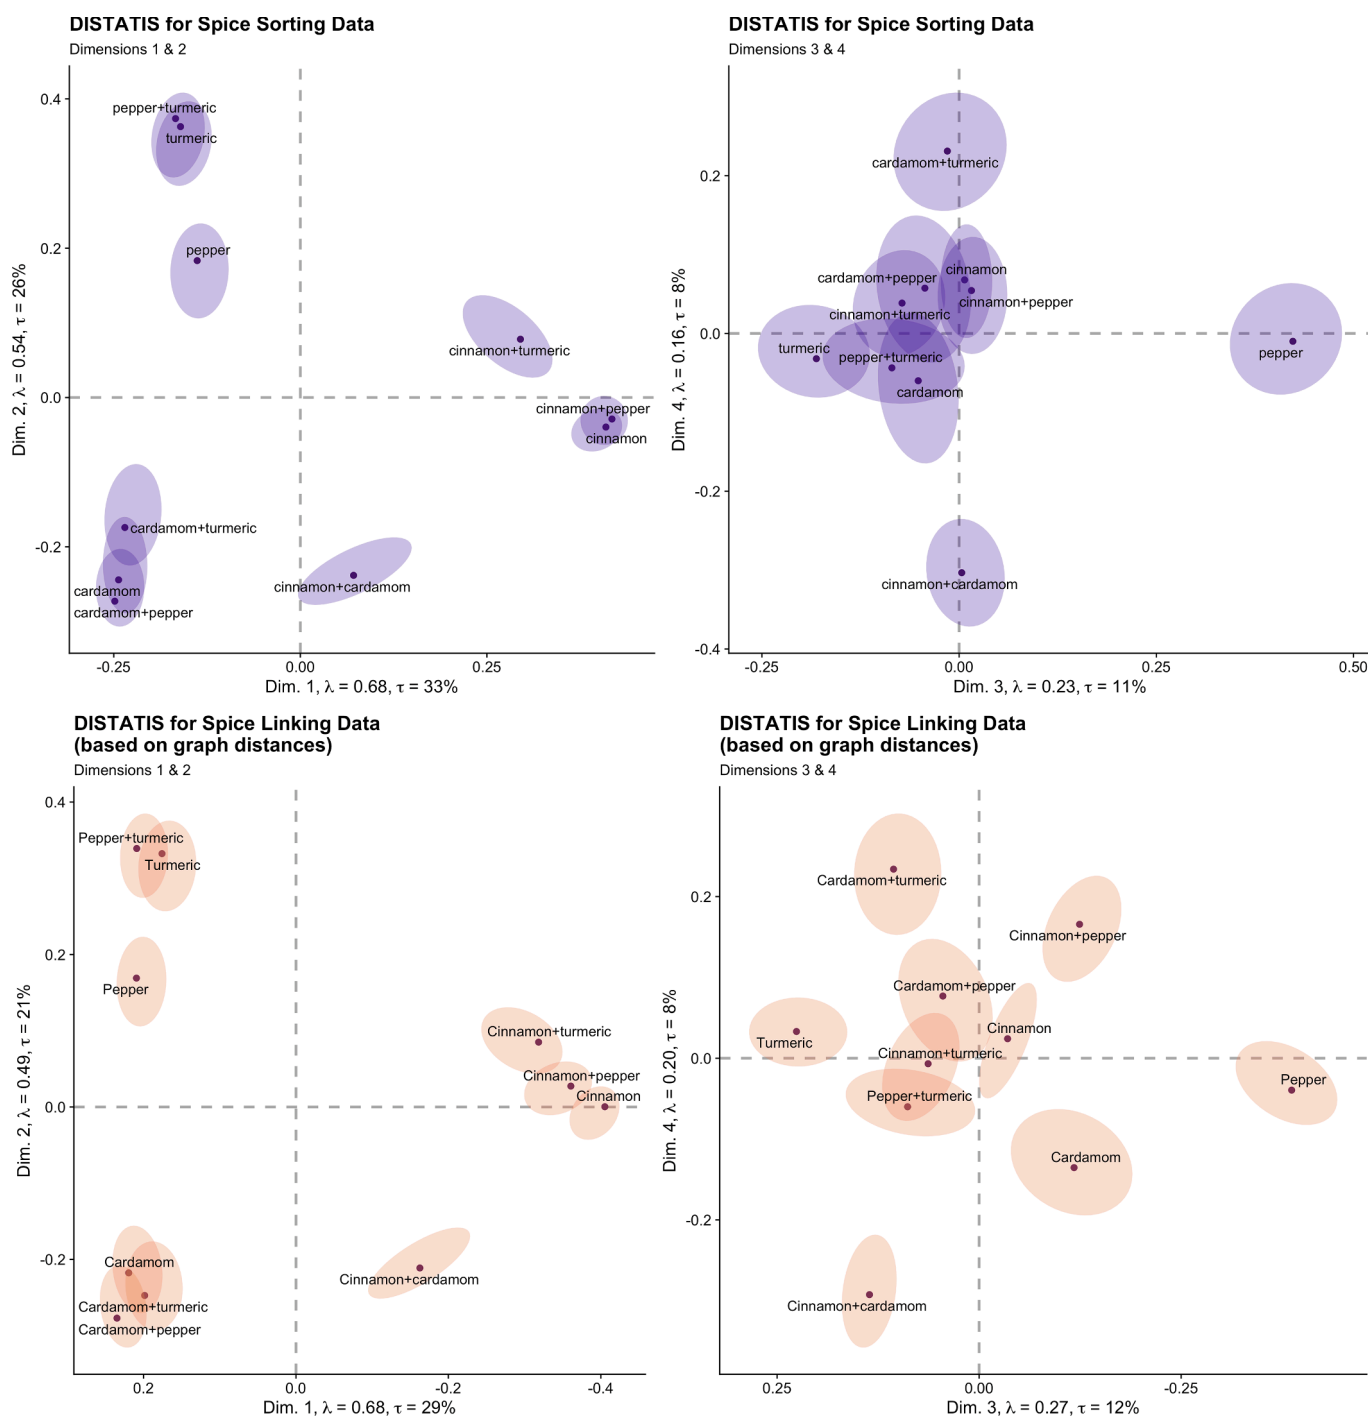 DISTATIS for Spice Sorting Data
Dimensions 1 & 2
0.4
0.2
0.0
-0.2
-0.25
0.00
0.25
Dim. 1, λ = 0.68, τ = 33%
Dim. 2, λ = 0.54, τ = 26%
pepper+turmeric
turmeric
pepper
cinnamon+turmeric
cinnamon+pepper
cinnamon
cardamom+turmeric
cinnamon+cardamom
cardamom
cardamom+pepper
DISTATIS for Spice Sorting Data
Dimensions 3 & 4
0.2
0.0
-0.2
-0.4
-0.25
0.00
0.25
0.50
Dim. 3, λ = 0.23, τ = 11%
Dim. 4, λ = 0.16, τ = 8%
cardamom+turmeric
cinnamon
cardamom+pepper
cinnamon+pepper
cinnamon+turmeric
turmeric
pepper+turmeric
pepper
cardamom
cinnamon+cardamom
DISTATIS for Spice Linking Data
(based on graph distances)
Dimensions 1 & 2
0.4
0.2
0.0
-0.2
0.2
0.0
-0.2
-0.4
Dim. 1, λ = 0.68, τ = 29%
Dim. 2, λ = 0.49, τ = 21%
Pepper+turmeric
Turmeric
Pepper
Cinnamon+turmeric
Cinnamon+pepper
Cinnamon
Cardamom
Cinnamon+cardamom
Cardamom+turmeric
Cardamom+pepper
DISTATIS for Spice Linking Data
(based on graph distances)
Dimensions 3 & 4
0.2
0.0
-0.2
0.25
0.00
-0.25
Dim. 3, λ = 0.27, τ = 12%
Dim. 4, λ = 0.20, τ = 8%
Cardamom+turmeric
Cinnamon+pepper
Cardamom+pepper
Cinnamon
Turmeric
Cinnamon+turmeric
Pepper
Pepper+turmeric
Cardamom
Cinnamon+cardamom